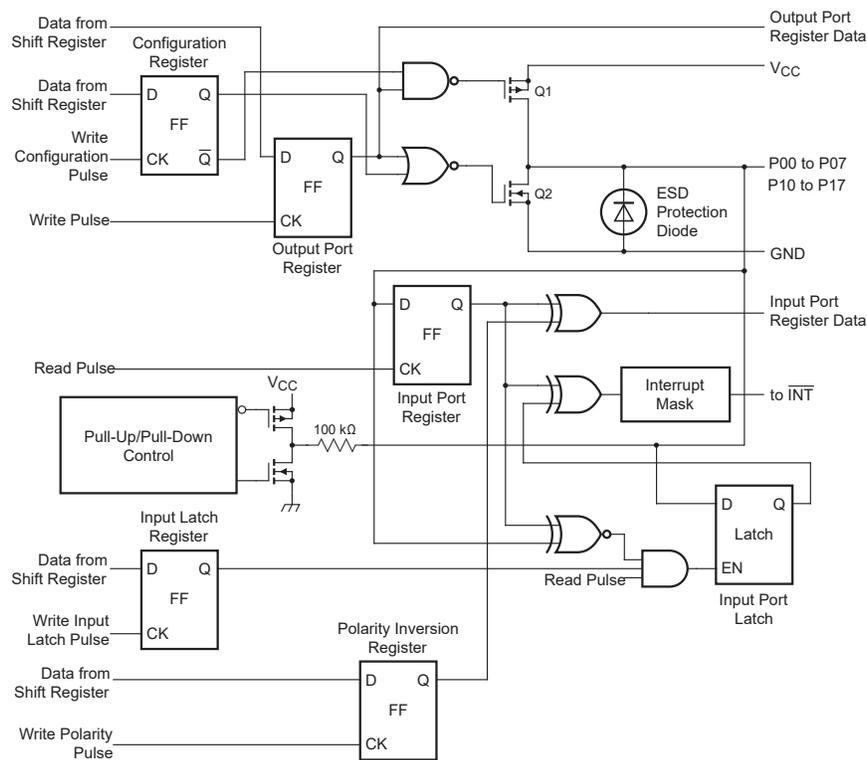 Data from
Shift Register
Configuration
Register
Data from
Shift Register
D
Q
FF
CK
Q̅
Write
Configuration
Pulse
D
Q
FF
CK
Write Pulse
Output Port
Register
Output Port
Register Data
VCC
Q1
P00 to P07
P10 to P17
Q2
ESD
Protection
Diode
GND
D
Q
FF
CK
Read Pulse
Input Port
Register
Input Port
Register Data
Interrupt
Mask
to I̅N̅T̅
VCC
Pull-Up/Pull-Down
Control
100 kΩ
D
Q
Latch
EN
Input Port
Latch
Read Pulse
Input Latch
Register
Data from
Shift Register
D
Q
FF
CK
Write Input
Latch Pulse
Polarity Inversion
Register
Data from
Shift Register
D
Q
FF
CK
Write Polarity
Pulse